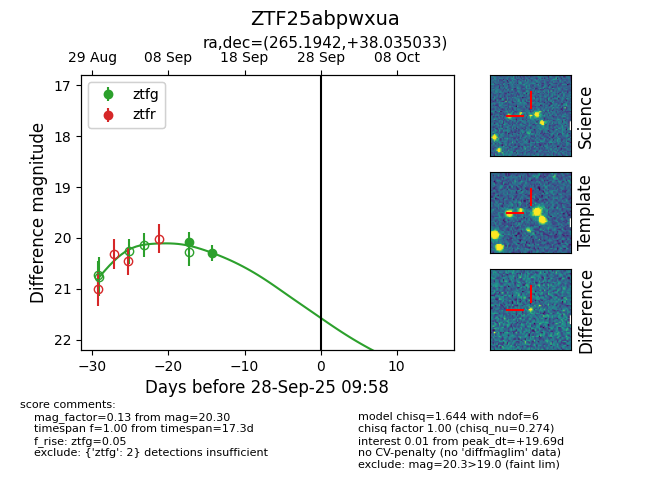 ZTF25abpwxua
ra,dec=(265.1942,+38.035033)
29 Aug 08 Sep 18 Sep 28 Sep 08 Oct
ztfg
ztfr
17
18
19
20
21
22
Difference magnitude
−30 −20 −10 0 10
Days before 28-Sep-25 09:58
Science
Template
Difference
score comments:
mag_factor=0.13 from mag=20.30
timespan f=1.00 from timespan=17.3d
f_rise: ztfg=0.05
exclude: {'ztfg': 2} detections insufficient
model chisq=1.644 with ndof=6
chisq factor 1.00 (chisq_nu=0.274)
interest 0.01 from peak_dt=+19.69d
no CV-penalty (no 'diffmaglim' data)
exclude: mag=20.3>19.0 (faint lim)